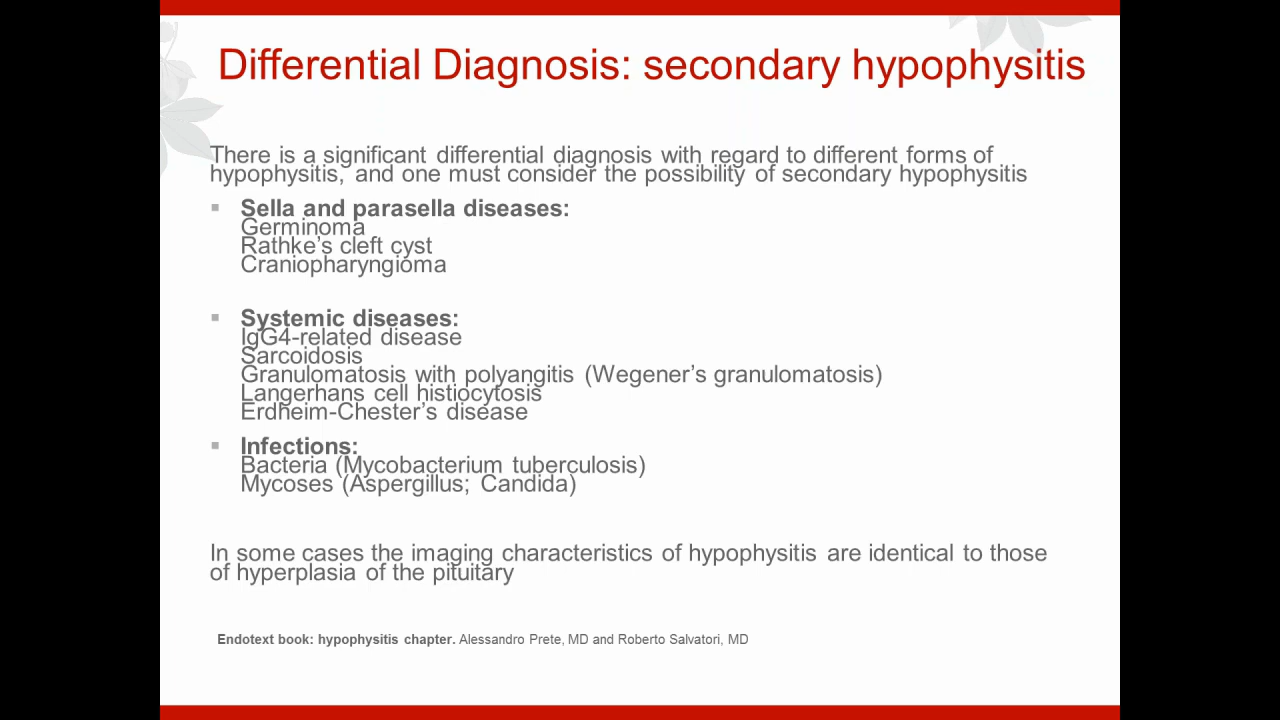 Differential Diagnosis: secondary hypophysitis
There is a significant differential diagnosis with regard to different forms of
hypophysitis, and one must consider the possibility of secondary hypophysitis
▪ Sella and parasella diseases:
Germinoma
Rathke's cleft cyst
Craniopharyngioma
▪ Systemic diseases:
IgG4-related disease
Sarcoidosis
Granulomatosis with polyangitis (Wegener's granulomatosis)
Langerhans cell histiocytosis
Erdheim-Chester's disease
▪ Infections:
Bacteria (Mycobacterium tuberculosis)
Mycoses (Aspergillus; Candida)
In some cases the imaging characteristics of hypophysitis are identical to those
of hyperplasia of the pituitary
Endotext book: hypophysitis chapter. Alessandro Prete, MD and Roberto Salvatori, MD